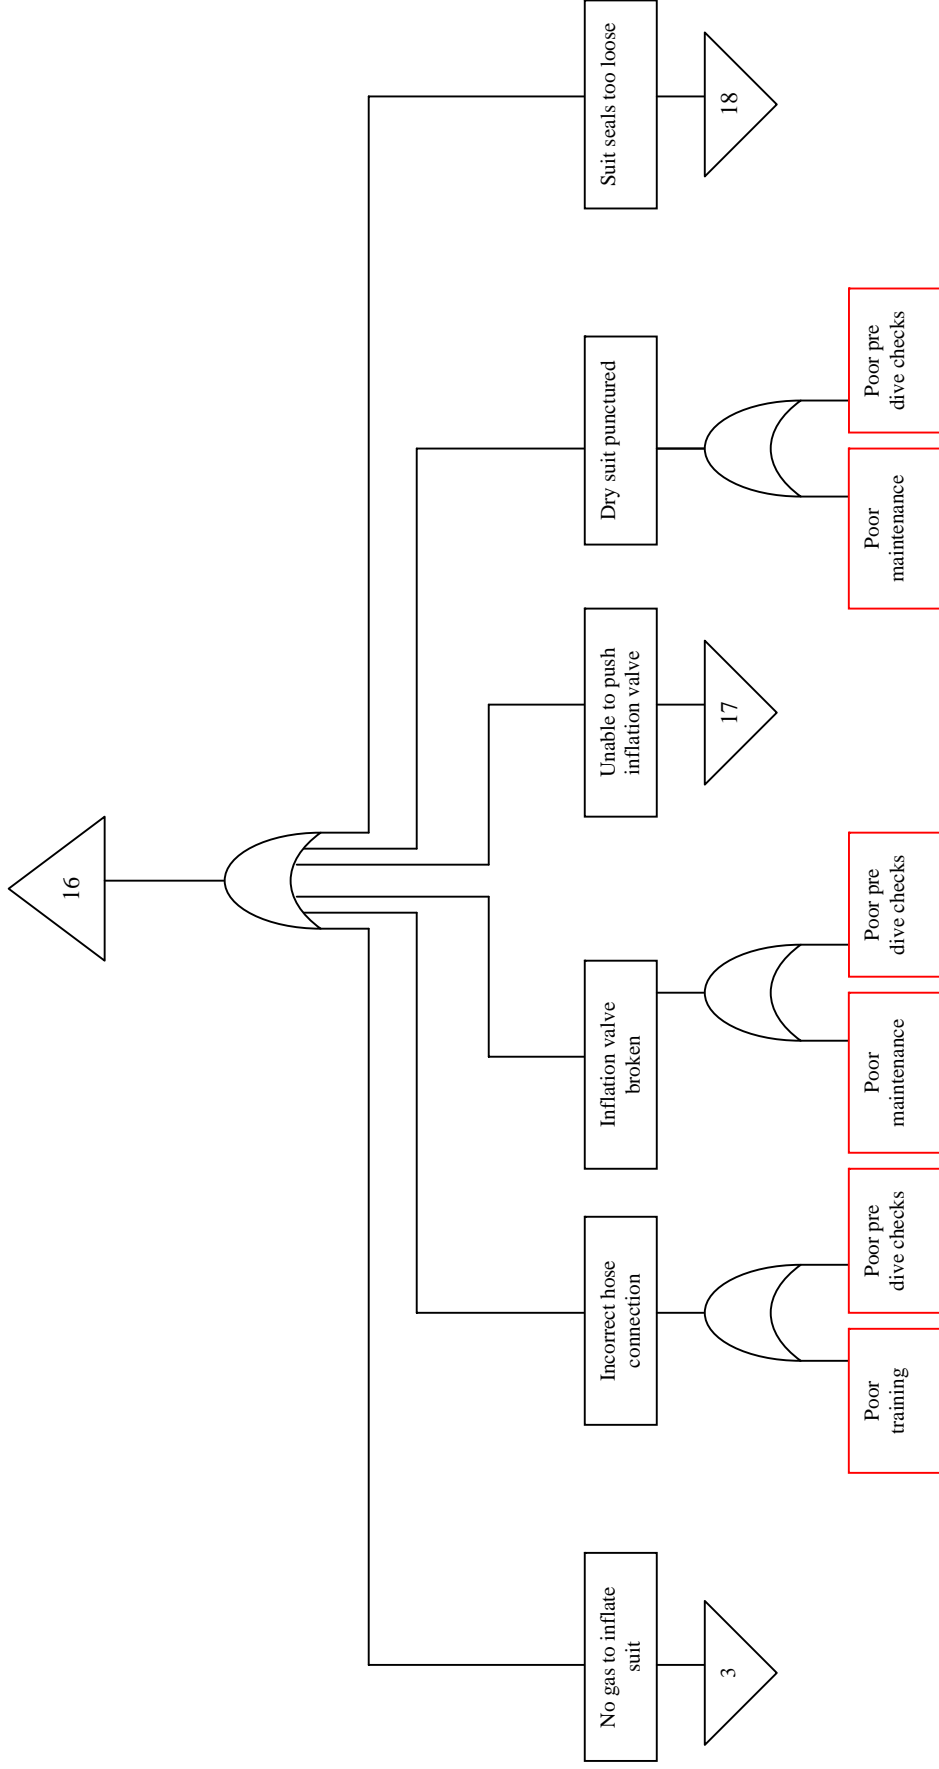 16
No gas to inflate
suit
Incorrect hose
connection
Inflation valve
broken
Unable to push
inflation valve
Dry suit punctured
Suit seals too loose
3
17
18
Poor
training
Poor pre
dive checks
Poor
maintenance
Poor pre
dive checks
Poor
maintenance
Poor pre
dive checks